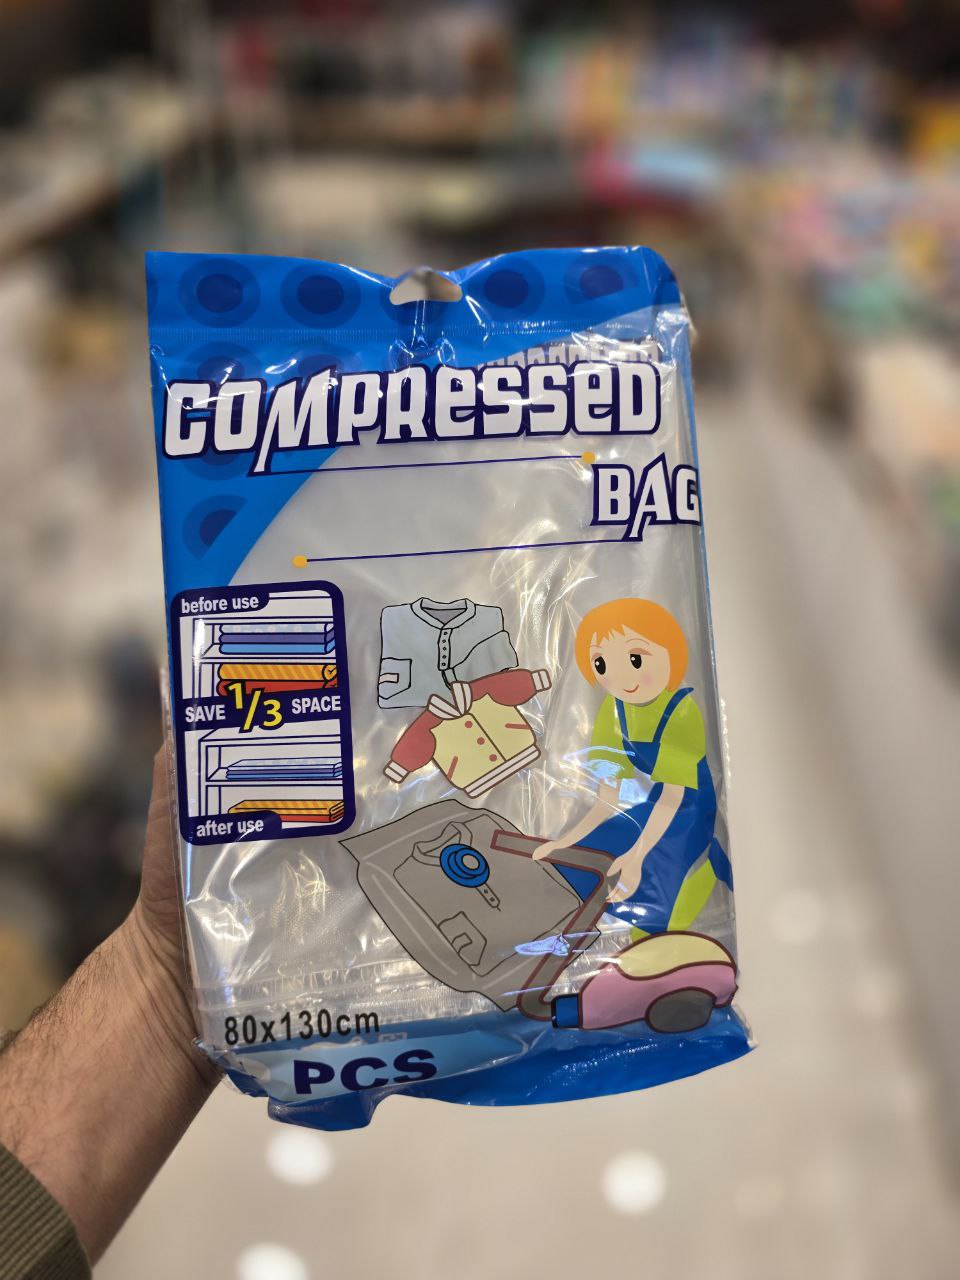 COMPRESSED
BAG
before use
SAVE 1/3 SPACE
after use
80x130cm
PCS